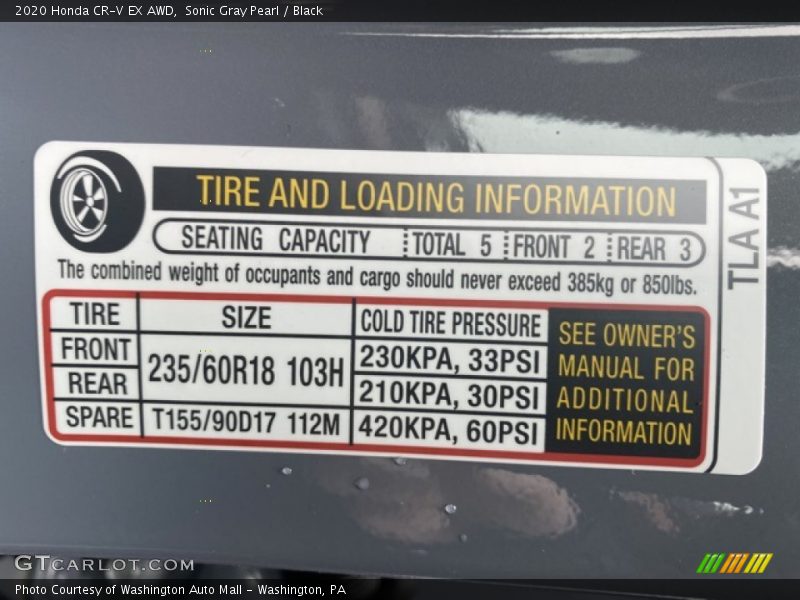 2020 Honda CR-V EX AWD, Sonic Gray Pearl / Black
TIRE AND LOADING INFORMATION
SEATING CAPACITY TOTAL 5 FRONT 2 REAR 3
The combined weight of occupants and cargo should never exceed 385kg or 850lbs.
TIRE SIZE COLD TIRE PRESSURE
FRONT 235/60R18 103H 230KPA, 33PSI
REAR 210KPA, 30PSI
SPARE T155/90D17 112M 420KPA, 60PSI
SEE OWNER'S
MANUAL FOR
ADDITIONAL
INFORMATION
TLA A1
GTCARLOT.COM
Photo Courtesy of Washington Auto Mall - Washington, PA